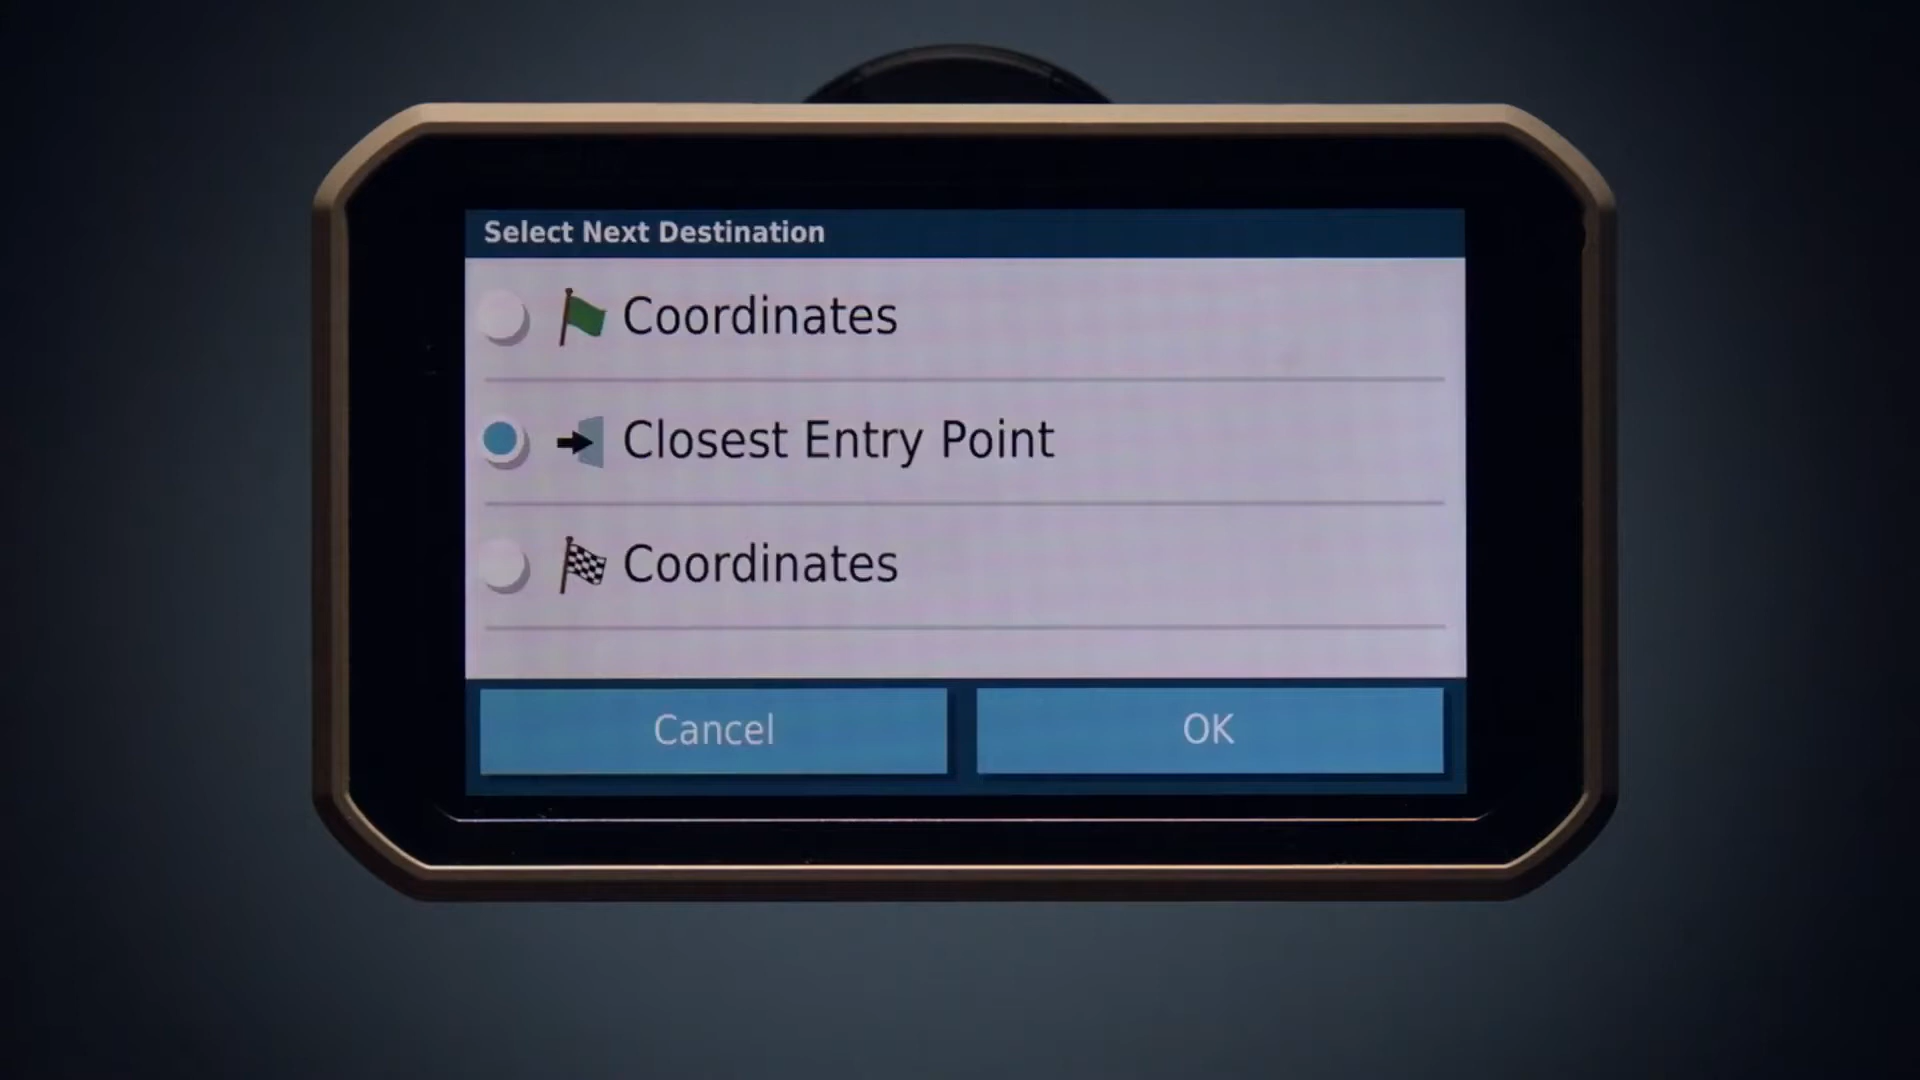 Select Next Destination
Coordinates
Closest Entry Point
Coordinates
Cancel
OK